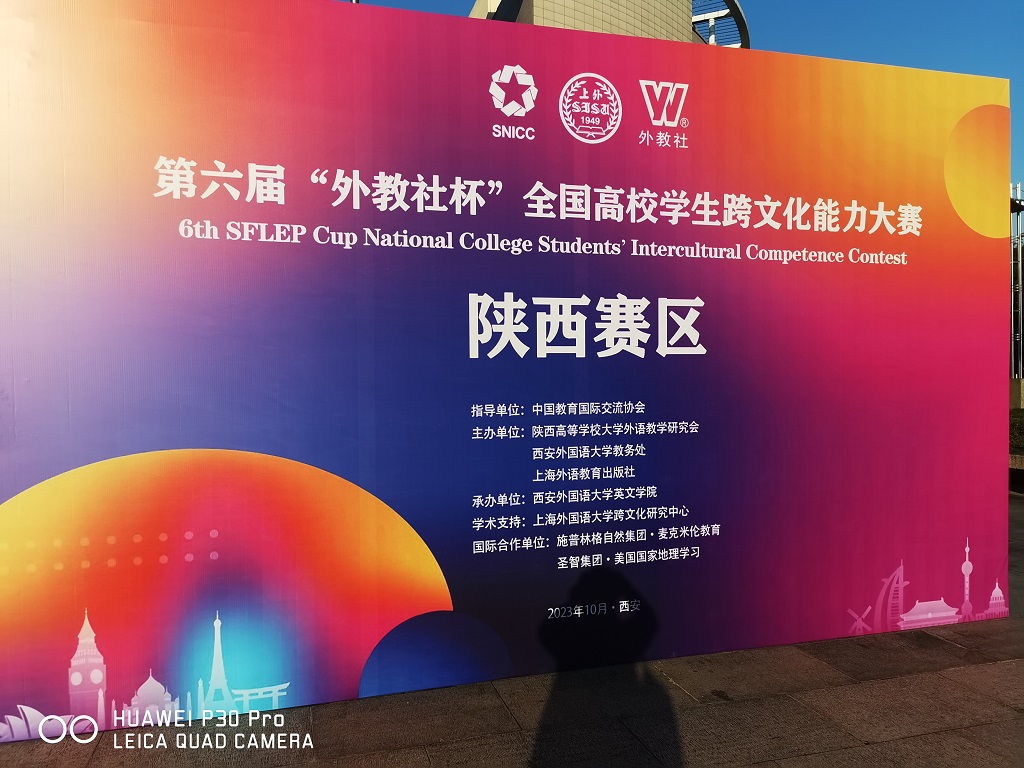 SNICC
上外
SISU
1949
W®
外教社
第六届“外教社杯”全国高校学生跨文化能力大赛
6th SFLEP Cup National College Students' Intercultural Competence Contest
陕西赛区
指导单位：中国教育国际交流协会
主办单位：陕西高等学校大学外语教学研究会
西安外国语大学教务处
上海外语教育出版社
承办单位：西安外国语大学英文学院
学术支持：上海外国语大学跨文化研究中心
国际合作单位：施普林格自然集团·麦克米伦教育
圣智集团·美国国家地理学习
2023年10月·西安
HUAWEI P30 Pro
LEICA QUAD CAMERA